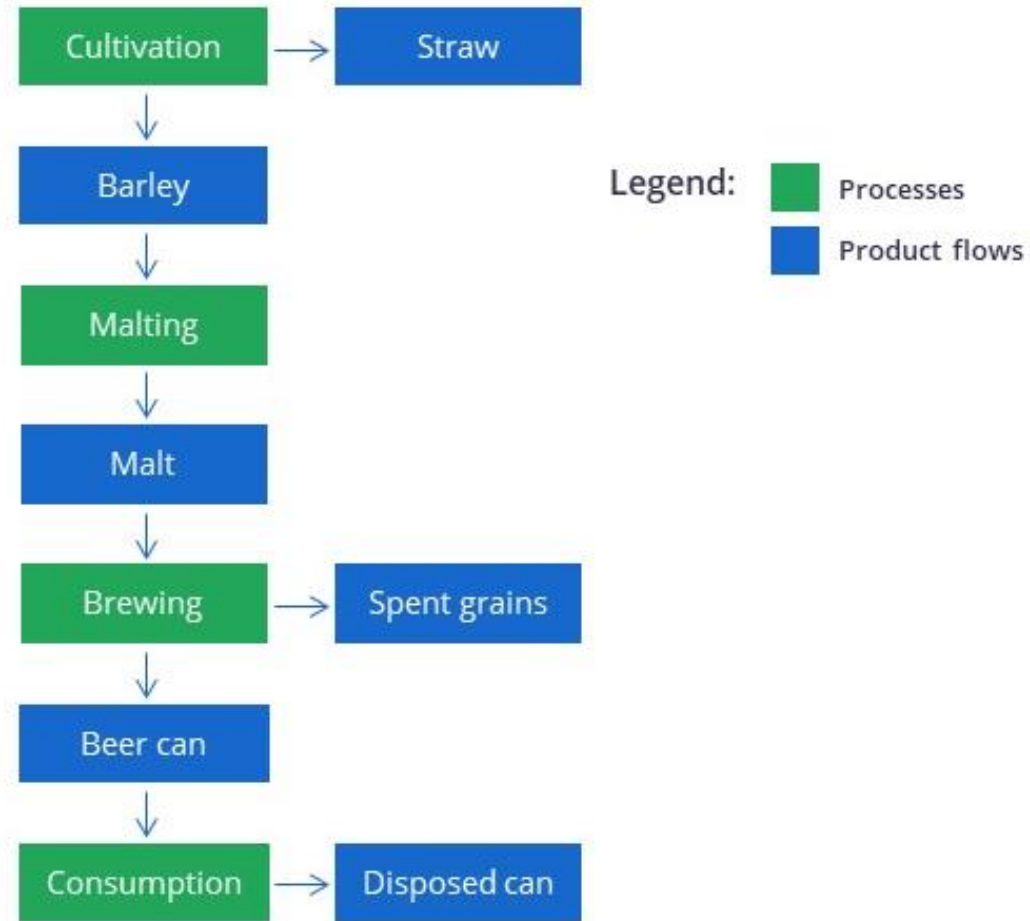 Cultivation
Straw
Barley
Legend:
Processes
Product flows
Malting
Malt
Brewing
Spent grains
Beer can
Consumption
Disposed can